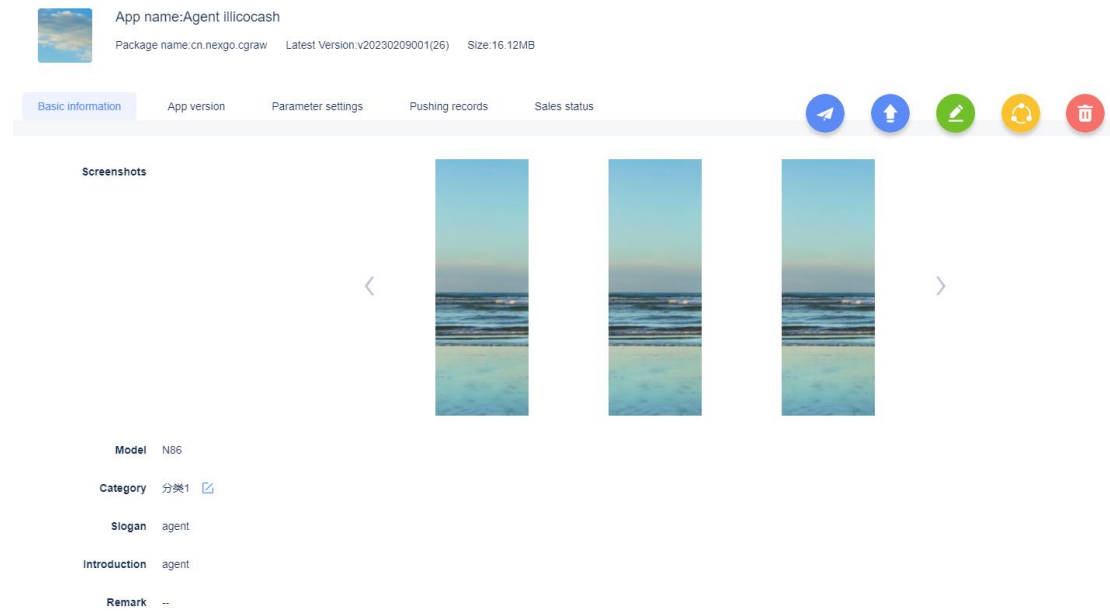 App name:Agent illicocash
Package name:cn.nexgo.cgraw Latest Version:v20230209001(26) Size:16.12MB
Basic information App version Parameter settings Pushing records Sales status
Screenshots
Model N86
Category 分类1
Slogan agent
Introduction agent
Remark --